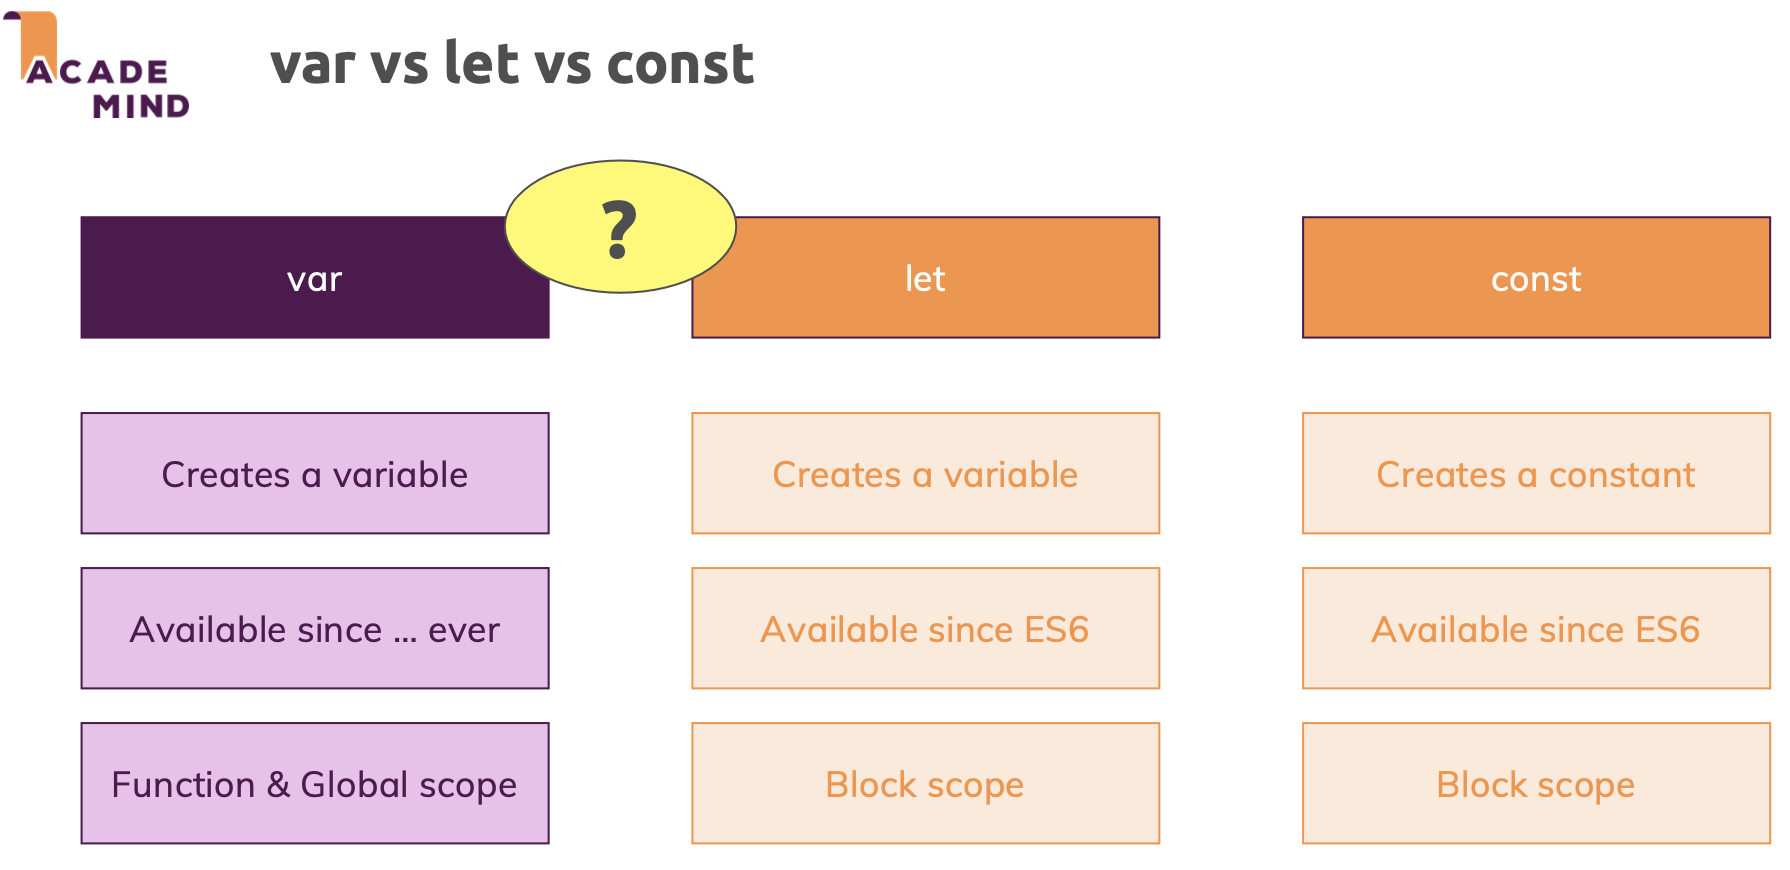 ACADE
MIND
var vs let vs const
?
var
let
const
Creates a variable
Creates a variable
Creates a constant
Available since ... ever
Available since ES6
Available since ES6
Function & Global scope
Block scope
Block scope